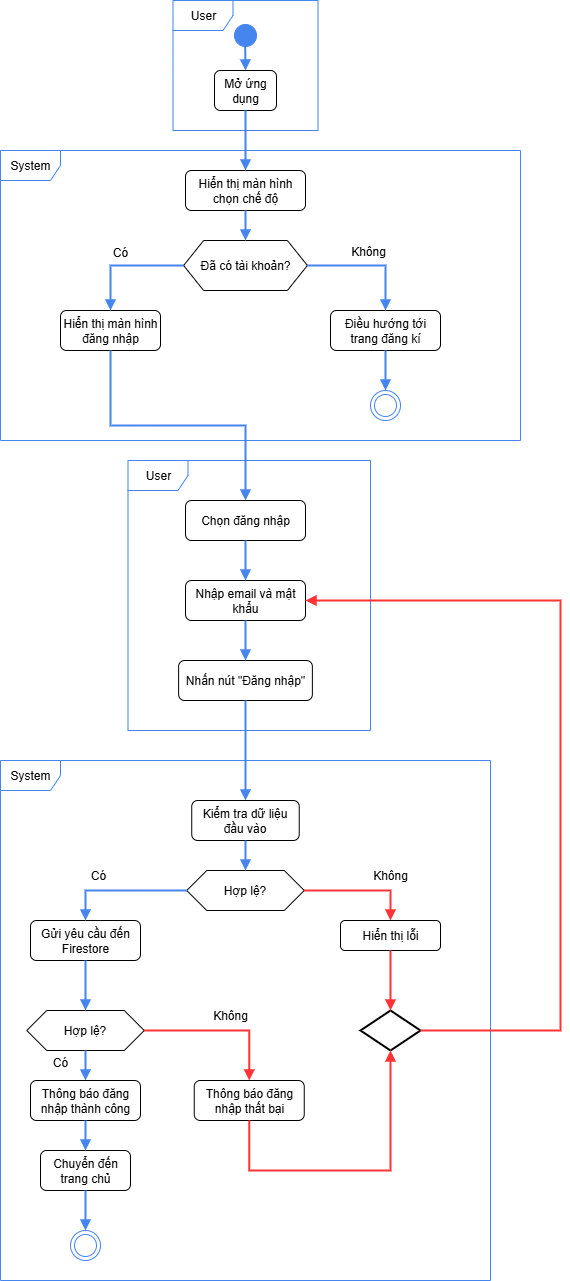 User
Mở ứng
dụng
System
Hiển thị màn hình
chọn chế độ
Đã có tài khoản?
Có
Không
Hiển thị màn hình
đăng nhập
Điều hướng tới
trang đăng kí
User
Chọn đăng nhập
Nhập email và mật
khẩu
Nhấn nút "Đăng nhập"
System
Kiểm tra dữ liệu
đầu vào
Hợp lệ?
Có
Không
Gửi yêu cầu đến
Firestore
Hiển thị lỗi
Hợp lệ?
Không
Có
Thông báo đăng
nhập thành công
Thông báo đăng
nhập thất bại
Chuyển đến
trang chủ